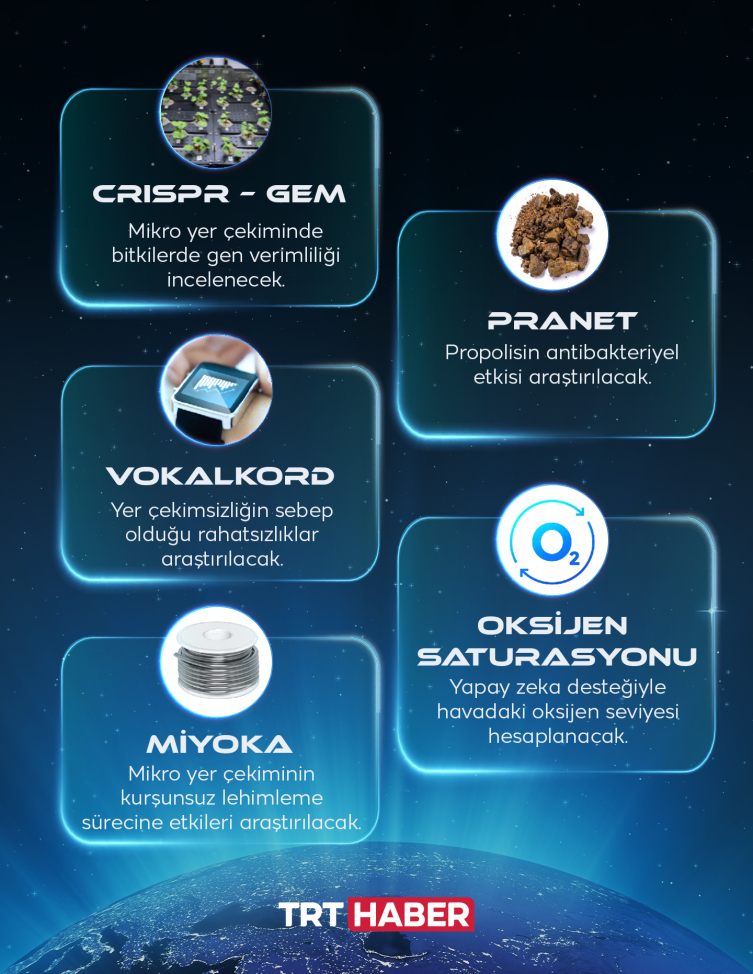 CRISPR - GEM
Mikro yer çekiminde
bitkilerde gen verimliliği
incelenecek.
PRANET
Propolisin antibakteriyel
etkisi araştırılacak.
VOKALKORD
Yer çekimsizliğin sebep
olduğu rahatsızlıklar
araştırılacak.
O2
OKSİJEN
SATURASYONU
Yapay zeka desteğiyle
havadaki oksijen seviyesi
hesaplanaçak.
MİYOKA
Mikro yer çekiminin
kurşunsuz lehimleme
sürecine etkileri araştırılacak.
TRT HABER